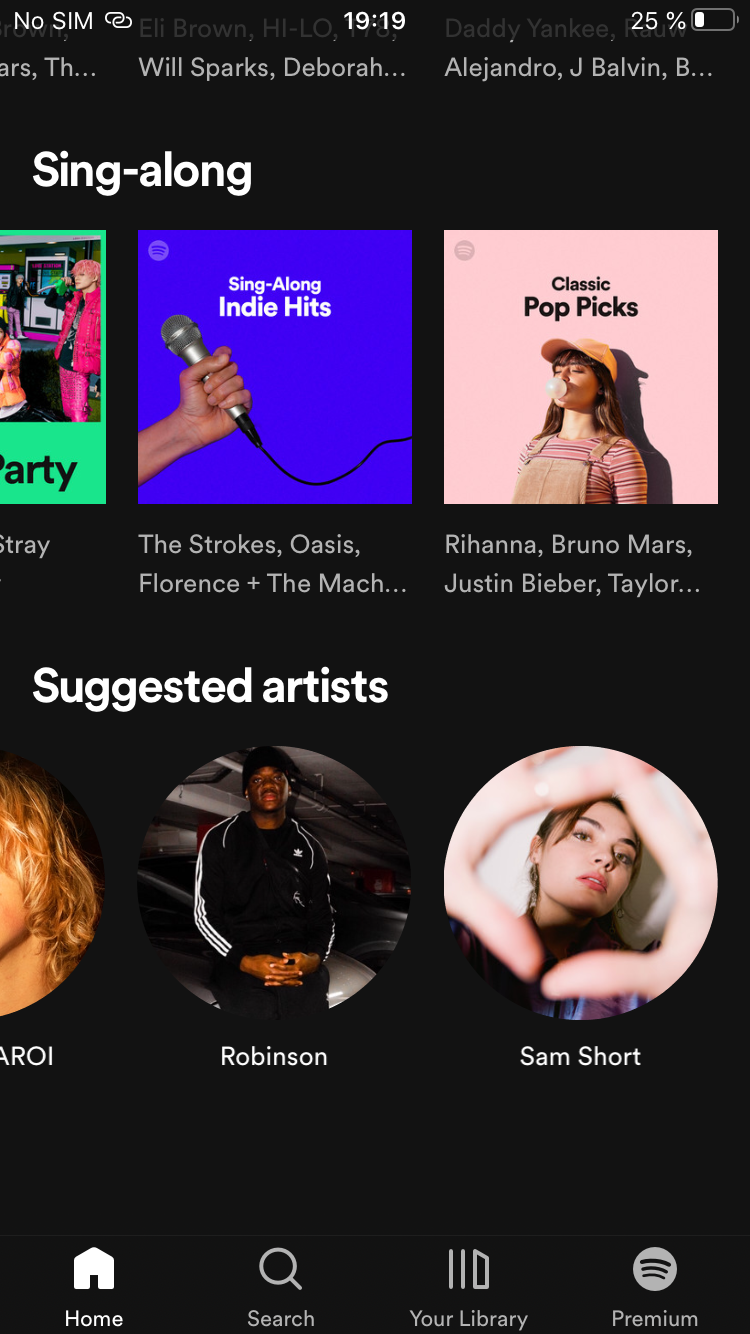 No SIM 19:19 25 %
Brown, Eli Brown, HI-LO, Daddy Yankee, Rauw
ars, Th... Will Sparks, Deborah... Alejandro, J Balvin, B...
Sing-along
Sing-Along
Indie Hits
Classic
Pop Picks
Party
Stray The Strokes, Oasis, Rihanna, Bruno Mars,
Florence + The Mach... Justin Bieber, Taylor...
Suggested artists
AROI Robinson Sam Short
Home Search Your Library Premium